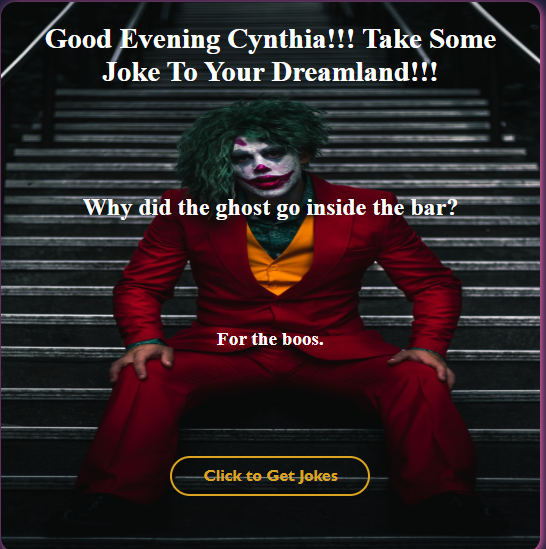 Good Evening Cynthia!!! Take Some
Joke To Your Dreamland!!!
Why did the ghost go inside the bar?
For the boos.
Click to Get Jokes